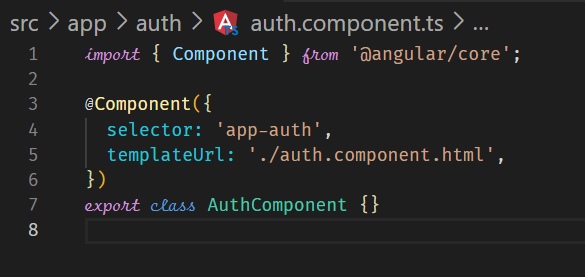 src > app > auth > auth.component.ts > ...
1 import { Component } from '@angular/core';
2
3 @Component({
4   selector: 'app-auth',
5   templateUrl: './auth.component.html',
6 })
7 export class AuthComponent {}
8